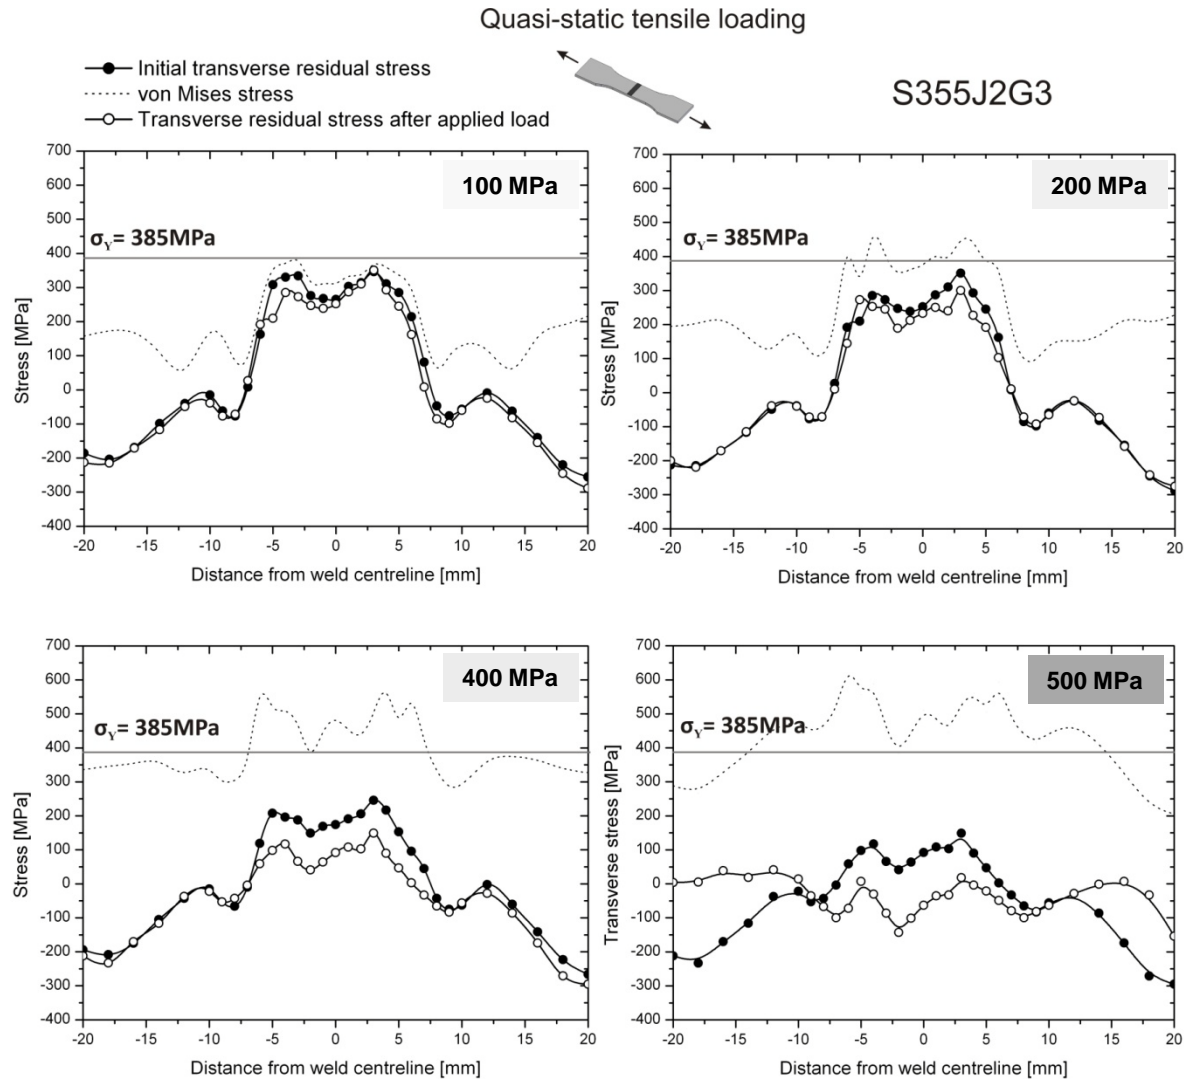 Quasi-static tensile loading
Initial transverse residual stress
von Mises stress
Transverse residual stress after applied load
S355J2G3
700
600
500
400
300
200
100
0
-100
-200
-300
-400
Stress [MPa]
100 MPa
σY= 385MPa
-20 -15 -10 -5 0 5 10 15 20
Distance from weld centreline [mm]
700
600
500
400
300
200
100
0
-100
-200
-300
-400
Stress [MPa]
200 MPa
σY= 385MPa
-20 -15 -10 -5 0 5 10 15 20
Distance from weld centreline [mm]
700
600
500
400
300
200
100
0
-100
-200
-300
-400
Stress [MPa]
400 MPa
σY= 385MPa
-20 -15 -10 -5 0 5 10 15 20
Distance from weld centreline [mm]
700
600
500
400
300
200
100
0
-100
-200
-300
-400
Transverse stress [MPa]
500 MPa
σY= 385MPa
-20 -15 -10 -5 0 5 10 15 20
Distance from weld centreline [mm]